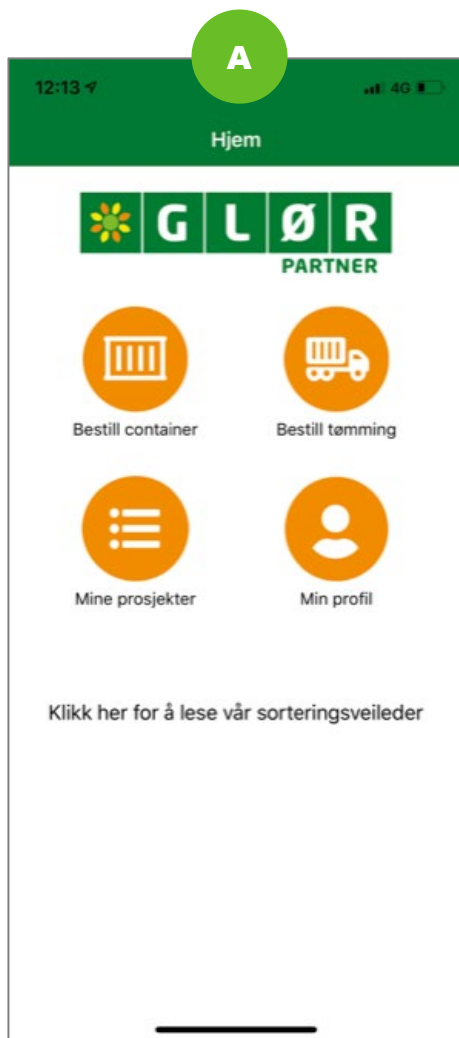 A
12:13 4G
Hjem
GLØR
PARTNER
Bestill container Bestill tømming
Mine prosjekter Min profil
Klikk her for å lese vår sorteringsveileder